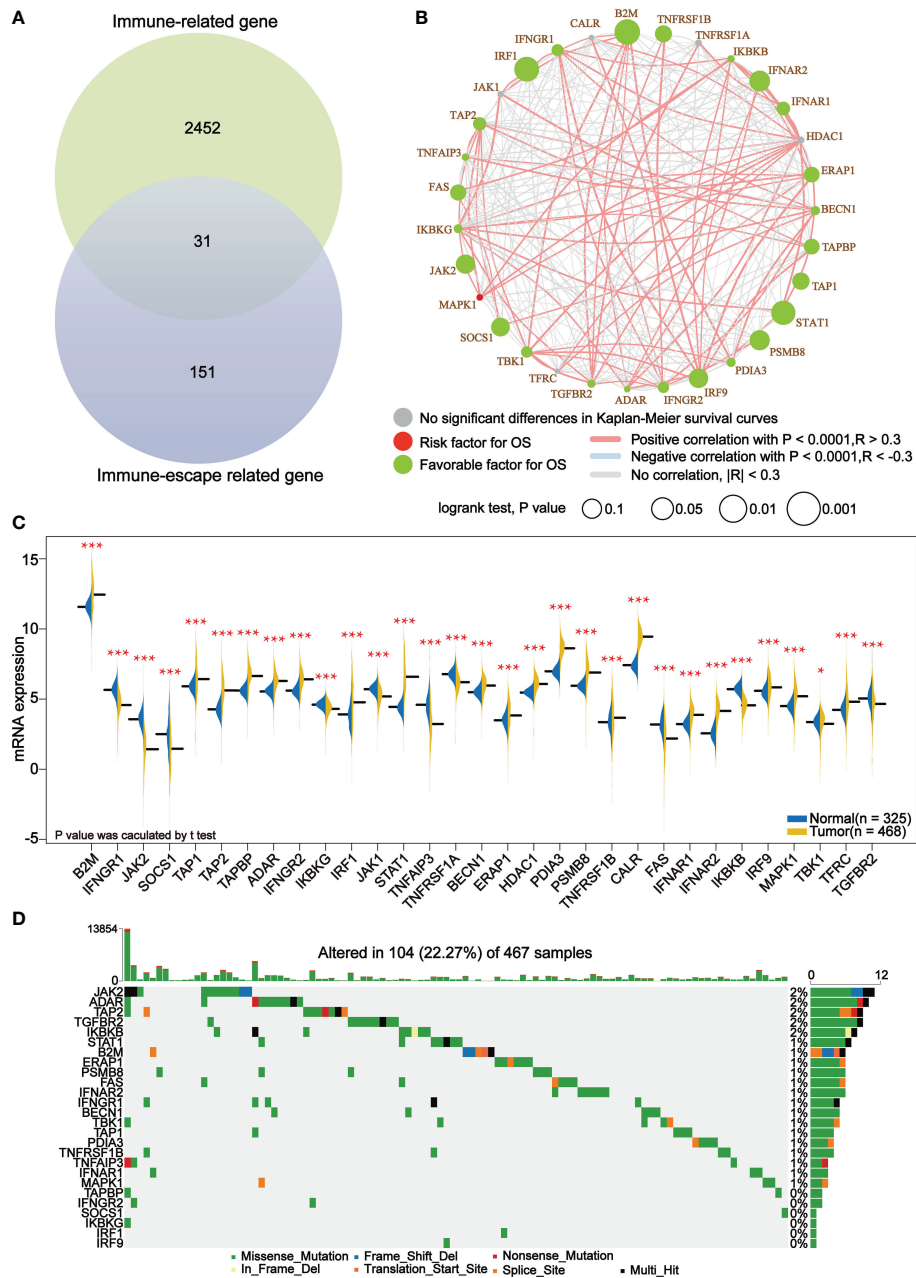 A
Immune-related gene
2452
31
151
Immune-escape related gene
B
B2M
TNFRSF1B
TNFRSF1A
IKBKB
IFNAR2
IFNAR1
HDAC1
ERAP1
BECN1
TAPBP
TAP1
STAT1
PSMB8
PDIA3
IRF9
IFNGR2
ADAR
TGFBR2
TFRC
TBK1
SOCS1
MAPK1
JAK2
IKBKG
FAS
TNFAIP3
TAP2
JAK1
IRF1
IFNGR1
CALR
No significant differences in Kaplan-Meier survival curves
Risk factor for OS
Favorable factor for OS
Positive correlation with P < 0.0001,R > 0.3
Negative correlation with P < 0.0001,R < -0.3
No correlation, |R| < 0.3
logrank test, P value 0.1 0.05 0.01 0.001
C
mRNA expression
15
10
5
0
-5
*** *** *** *** *** *** *** *** *** *** *** *** *** *** *** *** *** *** *** *** *** *** *** *** *** *** *** *** * *** ***
P value was caculated by t test
Normal(n = 325)
Tumor(n = 468)
B2M IFNGR1 JAK2 SOCS1 TAP1 TAP2 TAPBP ADAR IFNGR2 IKBKG IRF1 JAK1 STAT1 TNFAIP3 TNFRSF1A BECN1 ERAP1 HDAC1 PDIA3 PSMB8 TNFRSF1B CALR FAS IFNAR1 IFNAR2 IKBKB IRF9 MAPK1 TBK1 TFRC TGFBR2
D
13854
0
Altered in 104 (22.27%) of 467 samples
0 12
JAK2 2%
ADAR 2%
TAP2 2%
TGFBR2 2%
IKBKB 2%
STAT1 1%
B2M 1%
ERAP1 1%
PSMB8 1%
FAS 1%
IFNAR2 1%
IFNGR1 1%
BECN1 1%
TBK1 1%
TAP1 1%
PDIA3 1%
TNFRSF1B 1%
TNFAIP3 1%
IFNAR1 1%
MAPK1 1%
TAPBP 0%
IFNGR2 0%
SOCS1 0%
IKBKG 0%
IRF1 0%
IRF9 0%
Missense_Mutation Frame_Shift_Del Nonsense_Mutation
In_Frame_Del Translation_Start_Site Splice_Site Multi_Hit